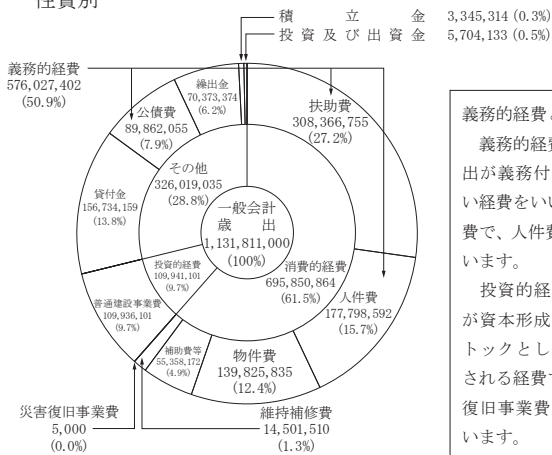 性質別
積立金 3,345,314 (0.3%)
投資及び出資金 5,704,133 (0.5%)
義務的経費
576,027,402
(50.9%)
繰出金
70,373,374
(6.2%)
公債費
89,862,055
(7.9%)
扶助費
308,366,755
(27.2%)
その他
326,019,035
(28.8%)
貸付金
156,734,159
(13.8%)
一般会計
歳出
1,131,811,000
(100%)
投資的経費
109,941,101
(9.7%)
消費的経費
695,850,864
(61.5%)
人件費
177,798,592
(15.7%)
普通建設事業費
109,936,101
(9.7%)
補助費等
55,358,172
(4.9%)
物件費
139,825,835
(12.4%)
災害復旧事業費
5,000
(0.0%)
維持補修費
14,501,510
(1.3%)
義務的経費
義務的経費
出が義務付
い経費をいい
費で、人件費
います。
投資的経
が資本形成
トックとし
される経費で
復旧事業費
います。